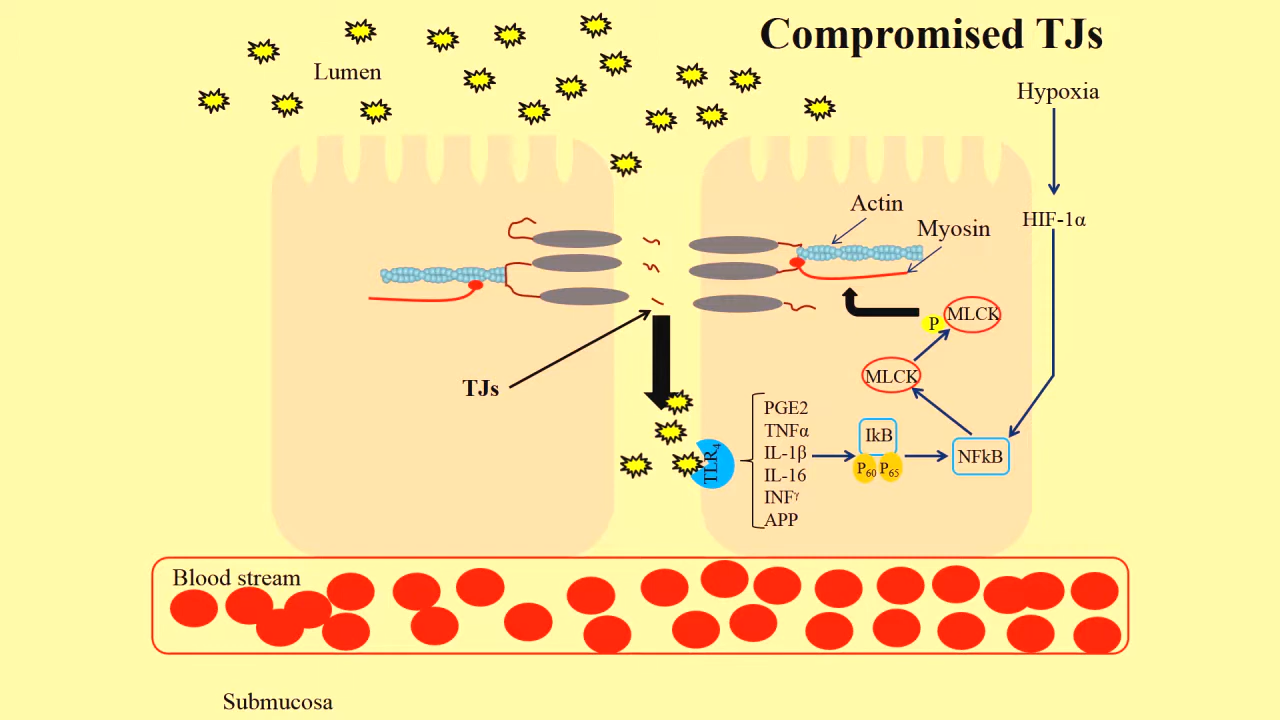 Compromised TJs
Lumen
Hypoxia
Actin
HIF-1α
Myosin
P
MLCK
MLCK
TJs
PGE2
TNFα
IL-1β
IL-16
INFᵞ
APP
TLR4
IkB
P60 P65
NFkB
Blood stream
Submucosa